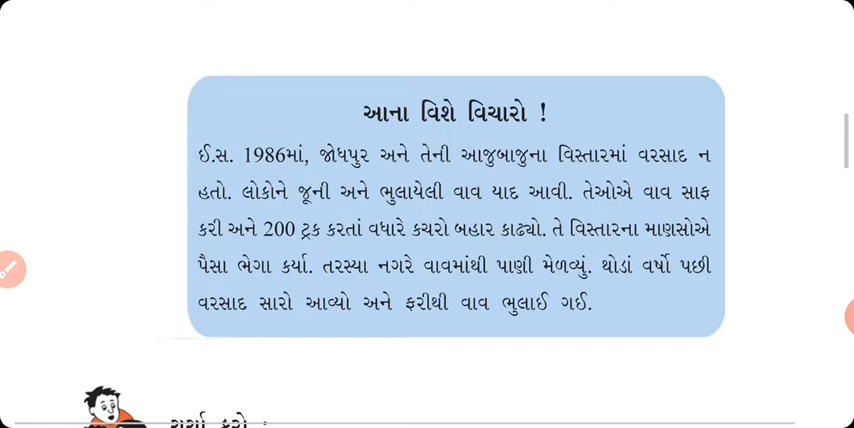 આના વિશે વિચારો !
ઈ.સ. 1986માં, જોધપુર અને તેની આજુબાજુના વિસ્તારમાં વરસાદ ન
હતો. લોકોને જૂની અને ભુલાયેલી વાવ યાદ આવી. તેઓએ વાવ સાફ
કરી અને 200 ટ્રક કરતાં વધારે કચરો બહાર કાઢ્યો. તે વિસ્તારના માણસોએ
પૈસા ભેગા કર્યા. તરસ્યા નગરે વાવમાંથી પાણી મેળવ્યું. થોડાં વર્ષો પછી
વરસાદ સારો આવ્યો અને ફરીથી વાવ ભુલાઈ ગઈ.